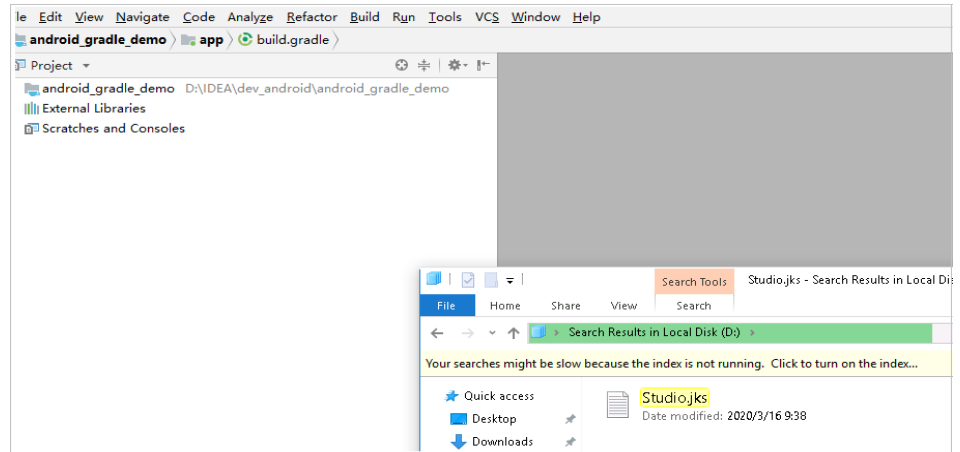 le Edit View Navigate Code Analyze Refactor Build Run Tools VCS Window Help
android_gradle_demo app build.gradle
Project
android_gradle_demo D:\IDEA\dev_android\android_gradle_demo
External Libraries
Scratches and Consoles
Search Tools Studio.jks - Search Results in Local Di
File Home Share View Search
Search Results in Local Disk (D:)
Your searches might be slow because the index is not running. Click to turn on the index...
Quick access
Studio.jks
Desktop
Date modified: 2020/3/16 9:38
Downloads